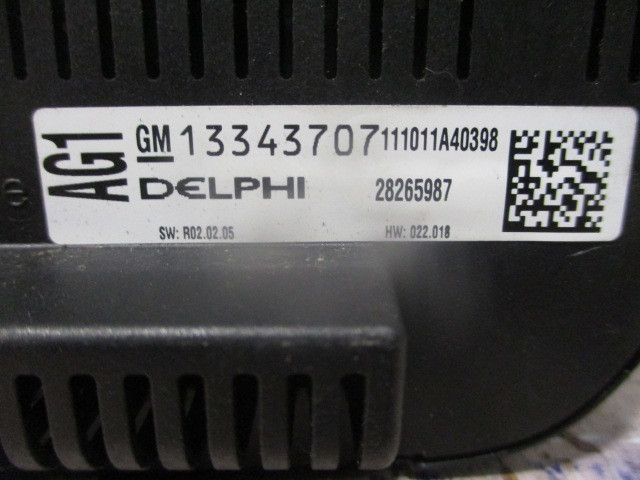 AG1
GM 13343707 111011A40398
DELPHI 28265987
SW: R02.02.05 HW: 022.018